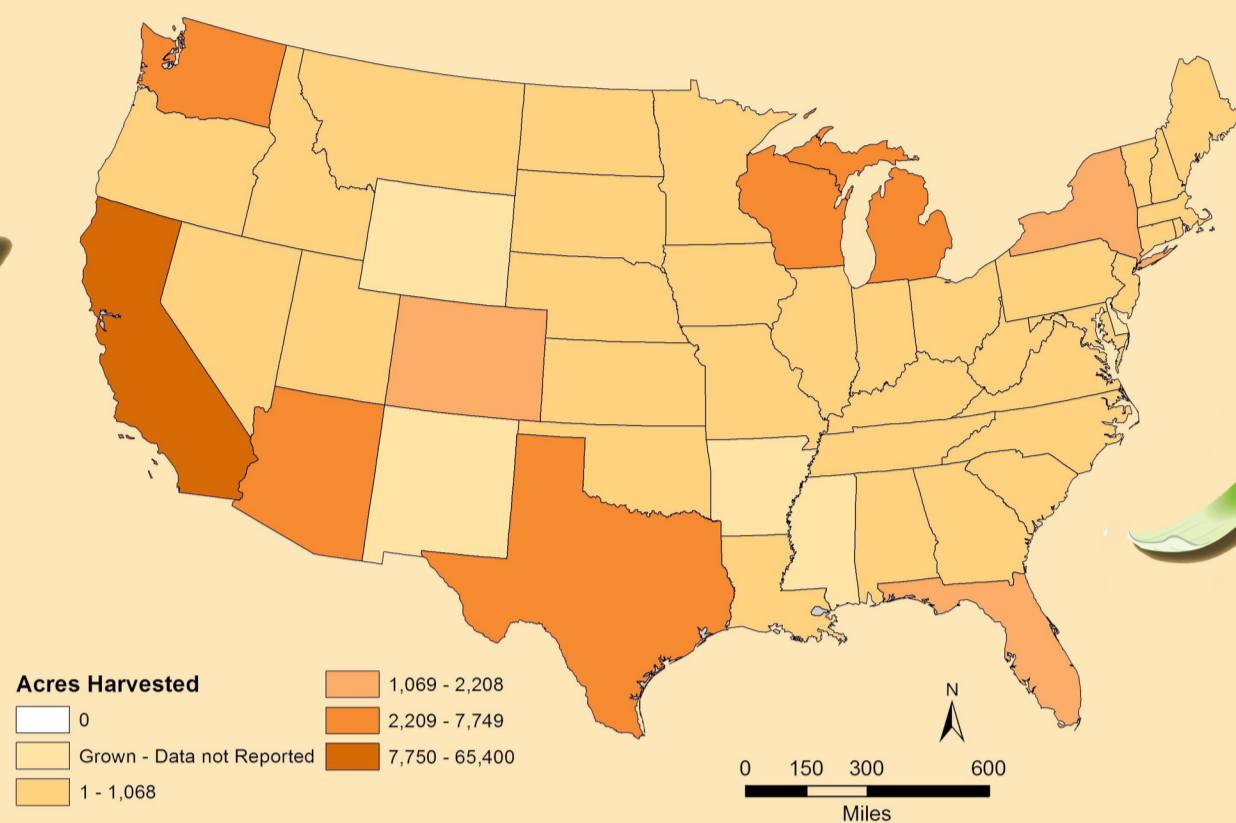 Acres Harvested
0
Grown - Data not Reported
1 - 1,068
1,069 - 2,208
2,209 - 7,749
7,750 - 65,400
N
0 150 300 600
Miles